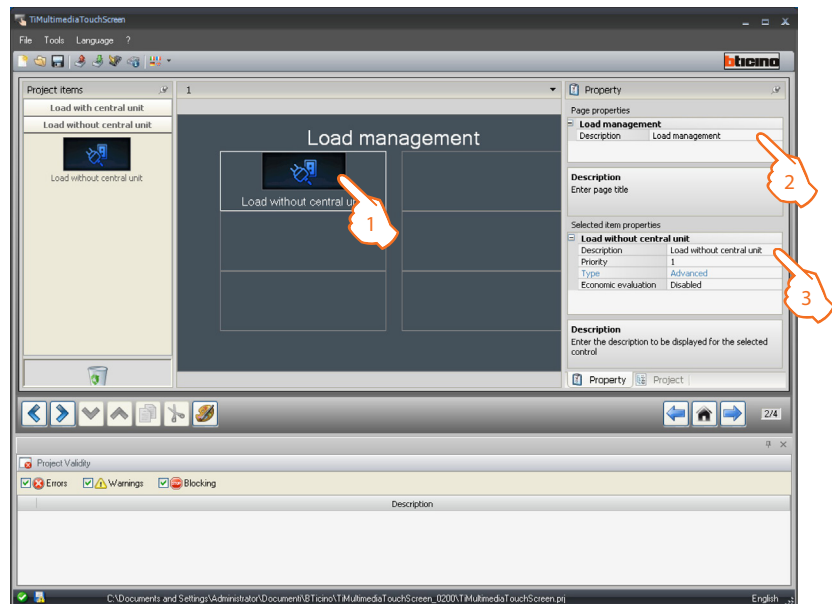 TiMultimediaTouchScreen
File Tools Language ?
bticino
Project items
1
Property
Load with central unit
Load without central unit
Load without central unit
Load management
Load without central u
1
Page properties
Load management
Description Load management
2
Description
Enter page title
Selected item properties
Load without central unit
Description Load without central unit
Priority 1
Type Advanced
Economic evaluation Disabled
3
Description
Enter the description to be displayed for the selected
control
Property Project
2/4
Project Validity
Errors Warnings Blocking
Description
C:\Documents and Settings\Administrator\Documenti\BTicino\TiMultimediaTouchScreen_0200\TiMultimediaTouchScreen.prj
English